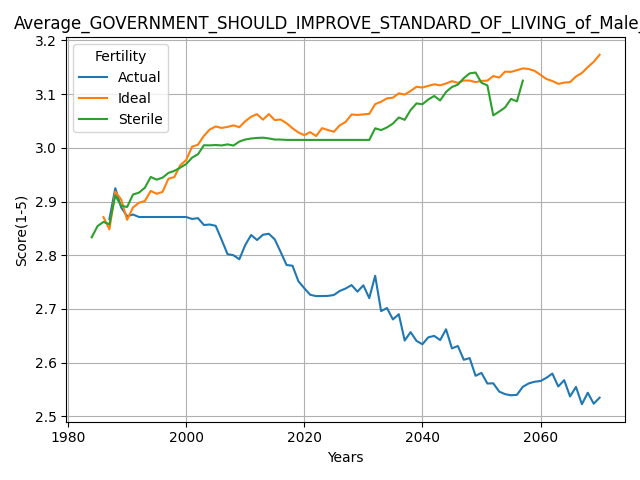 Average_GOVERNMENT_SHOULD_IMPROVE_STANDARD_OF_LIVING_of_Male_
Fertility
Actual
Ideal
Sterile
Score(1-5)
3.2
3.1
3.0
2.9
2.8
2.7
2.6
2.5
1980
2000
2020
2040
2060
Years